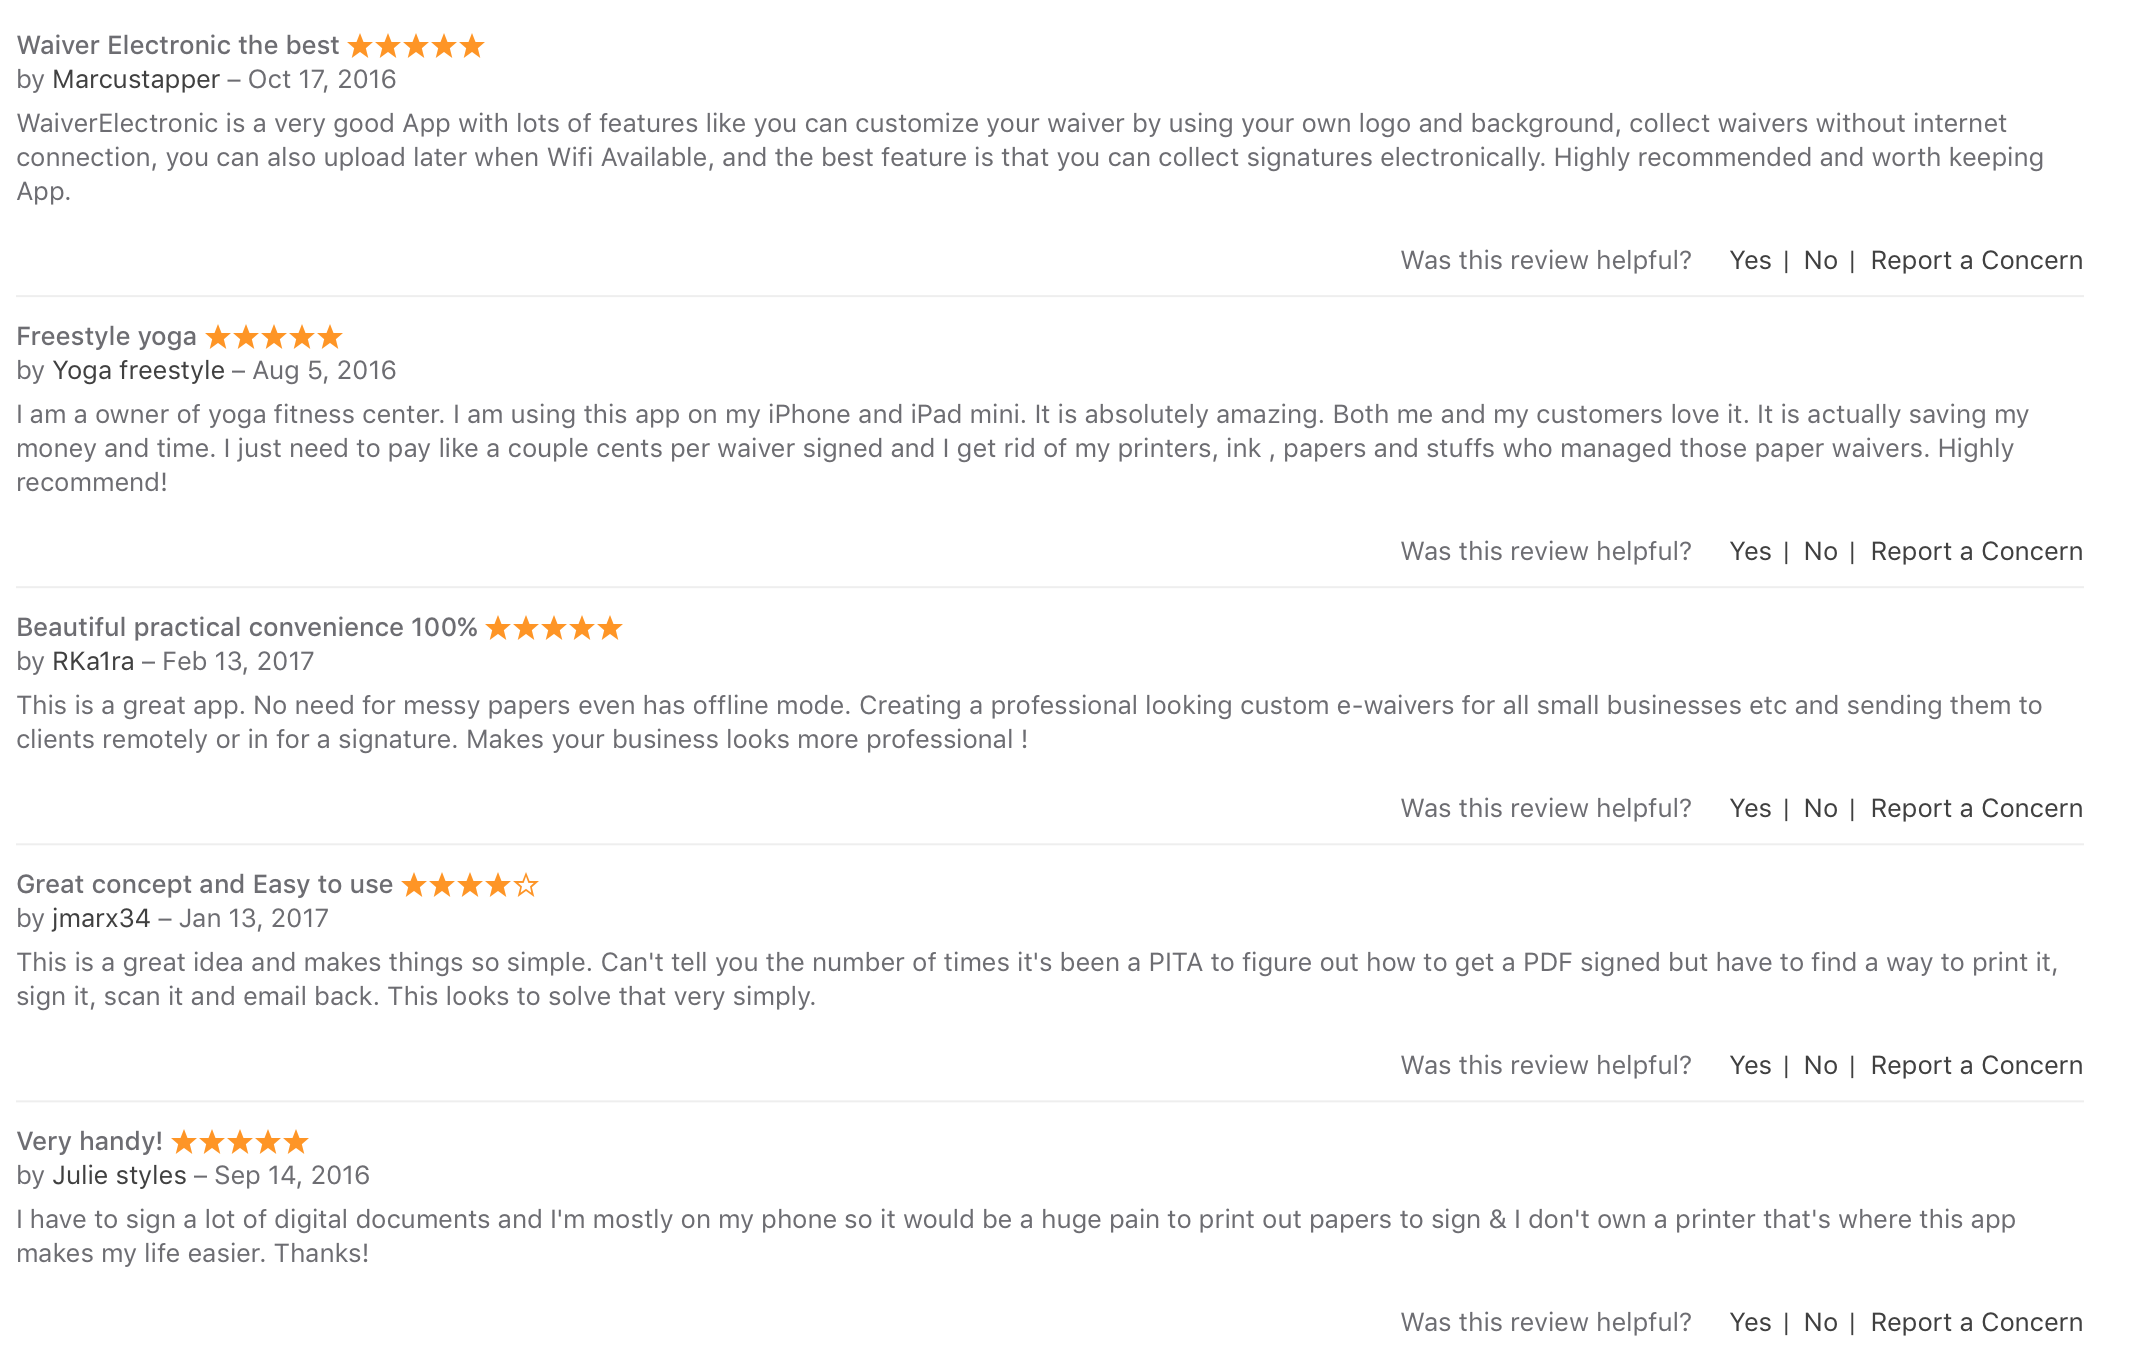 Waiver Electronic the best
by Marcustapper – Oct 17, 2016
WaiverElectronic is a very good App with lots of features like you can customize your waiver by using your own logo and background, collect waivers without internet
connection, you can also upload later when Wifi Available, and the best feature is that you can collect signatures electronically. Highly recommended and worth keeping
App.
Was this review helpful? Yes | No | Report a Concern
Freestyle yoga
by Yoga freestyle – Aug 5, 2016
I am a owner of yoga fitness center. I am using this app on my iPhone and iPad mini. It is absolutely amazing. Both me and my customers love it. It is actually saving my
money and time. I just need to pay like a couple cents per waiver signed and I get rid of my printers, ink , papers and stuffs who managed those paper waivers. Highly
recommend!
Was this review helpful? Yes | No | Report a Concern
Beautiful practical convenience 100%
by RKa1ra – Feb 13, 2017
This is a great app. No need for messy papers even has offline mode. Creating a professional looking custom e-waivers for all small businesses etc and sending them to
clients remotely or in for a signature. Makes your business looks more professional !
Was this review helpful? Yes | No | Report a Concern
Great concept and Easy to use
by jmarx34 – Jan 13, 2017
This is a great idea and makes things so simple. Can't tell you the number of times it's been a PITA to figure out how to get a PDF signed but have to find a way to print it,
sign it, scan it and email back. This looks to solve that very simply.
Was this review helpful? Yes | No | Report a Concern
Very handy!
by Julie styles – Sep 14, 2016
I have to sign a lot of digital documents and I'm mostly on my phone so it would be a huge pain to print out papers to sign & I don't own a printer that's where this app
makes my life easier. Thanks!
Was this review helpful? Yes | No | Report a Concern